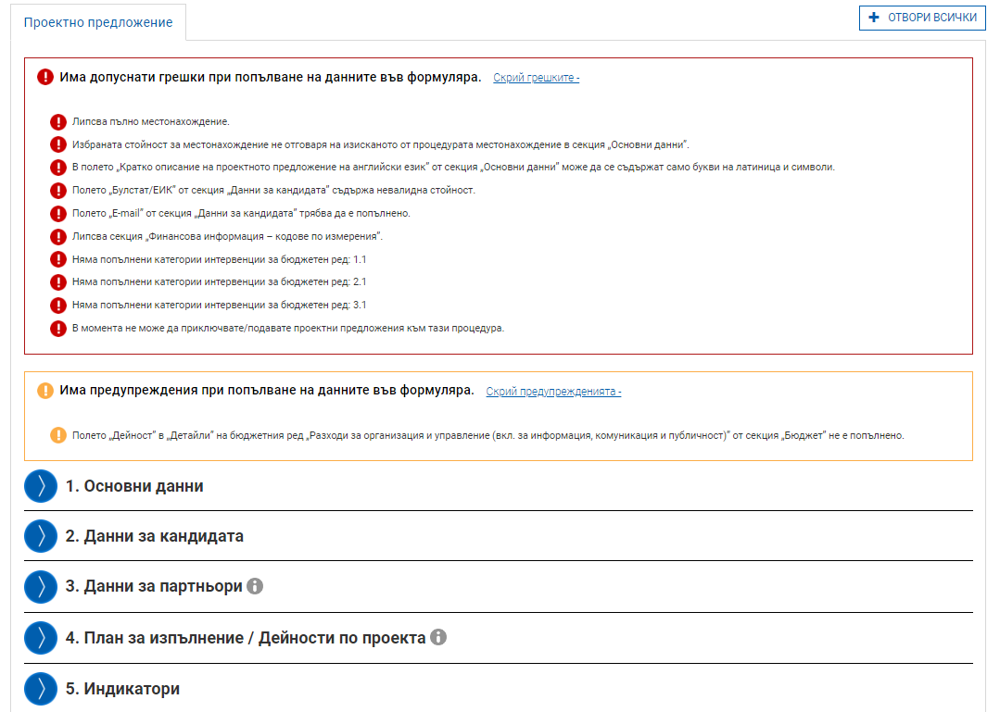 Проектно предложение
ОТВОРИ ВСИЧКИ
Има допуснати грешки при попълване на данните във формуляра. Скрий грешките -
Липсва пълно местонахождение.
Избраната стойност за местонахождение не отговаря на изисканото от процедурата местонахождение в секция „Основни данни".
В полето „Кратко описание на проектното предложение на английски език" от секция „Основни данни" може да се съдържат само букви на латиница и символи.
Полето „Булстат/ЕИК" от секция „Данни за кандидата" съдържа невалидна стойност.
Полето „E-mail" от секция „Данни за кандидата" трябва да е попълнено.
Липсва секция „Финансова информация – кодове по измерения".
Няма попълнени категории интервенции за бюджетен ред: 1.1
Няма попълнени категории интервенции за бюджетен ред: 2.1
Няма попълнени категории интервенции за бюджетен ред: 3.1
В момента не може да приключвате/подавате проектни предложения към тази процедура.
Има предупреждения при попълване на данните във формуляра. Скрий предупрежденията -
Полето „Дейност" в „Детайли" на бюджетния ред „Разходи за организация и управление (вкл. за информация, комуникация и публичност)" от секция „Бюджет" не е попълнено.
1. Основни данни
2. Данни за кандидата
3. Данни за партньори
4. План за изпълнение / Дейности по проекта
5. Индикатори